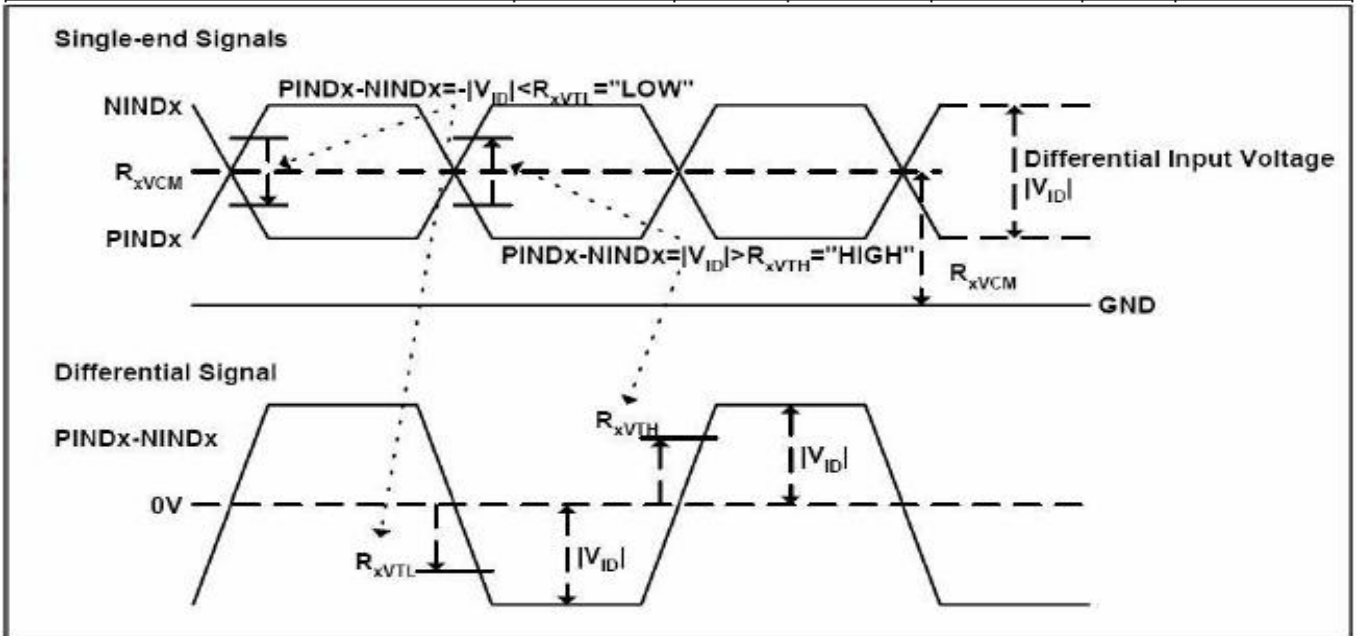 Single-end Signals
PINDx-NINDx=-|VID|<RxVTL="LOW"
NINDx
RxVCM
Differential Input Voltage
|VID|
PINDx
PINDx-NINDx=|VID|>RxVTH="HIGH"
RxVCM
GND
Differential Signal
PINDx-NINDx
RxVTH
|VID|
0V
RxVTL
|VID|